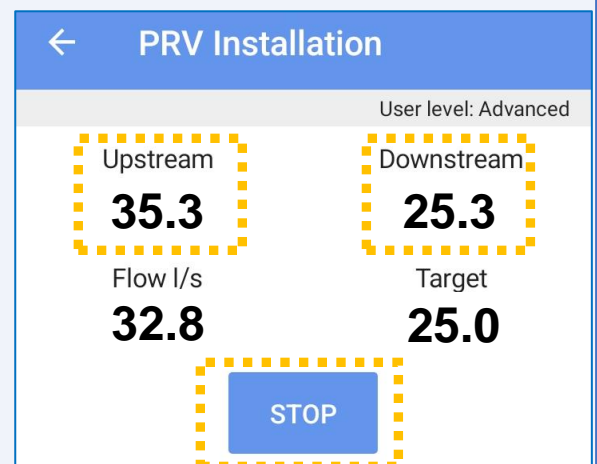 PRV Installation
User level: Advanced
Upstream Downstream
35.3 25.3
Flow l/s Target
32.8 25.0
STOP